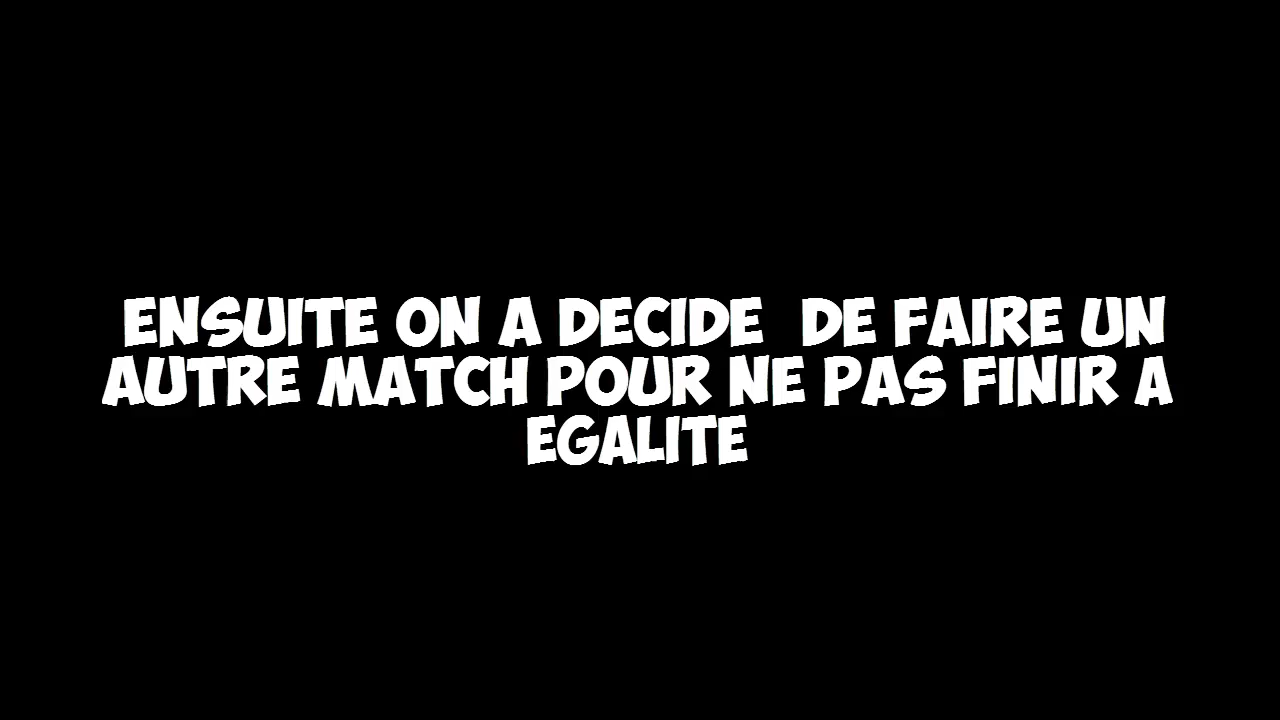 ENSUITE ON A DECIDE  DE FAIRE UN
AUTRE MATCH POUR NE PAS FINIR A
EGALITE